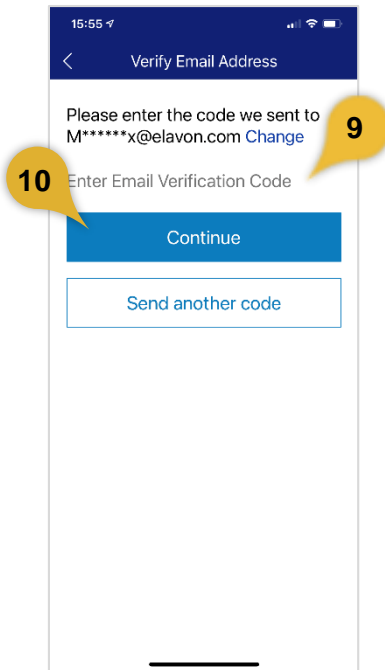 15:55
Verify Email Address
Please enter the code we sent to
M******x@elavon.com Change
9
10
Enter Email Verification Code
Continue
Send another code